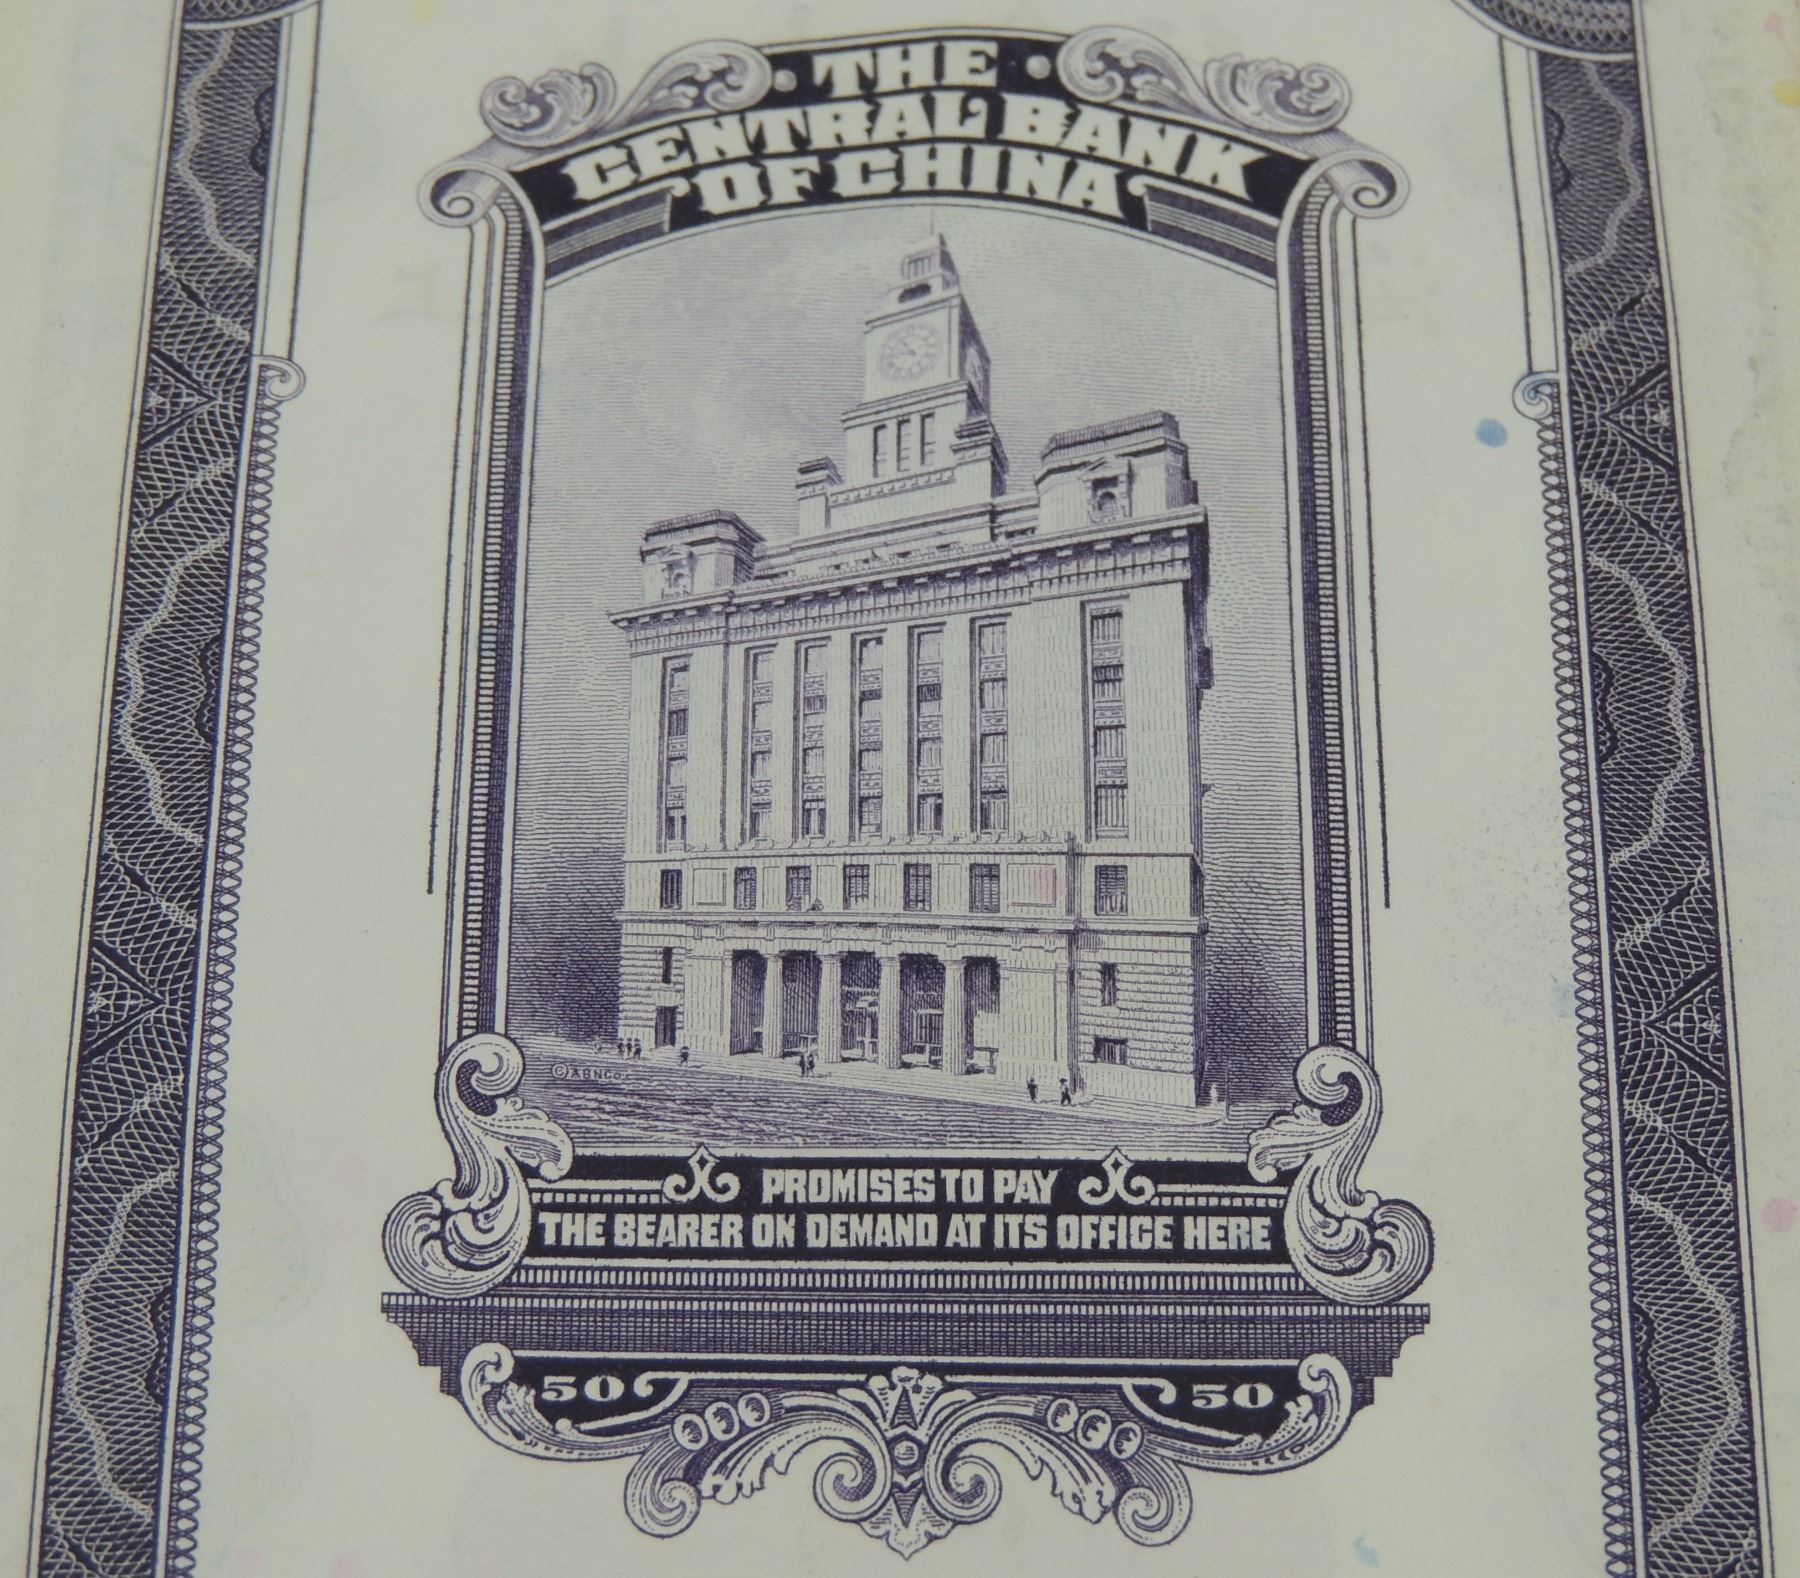 THE
CENTRAL BANK
OF CHINA
©ABNCo.
PROMISES TO PAY
THE BEARER ON DEMAND AT ITS OFFICE HERE
50 50